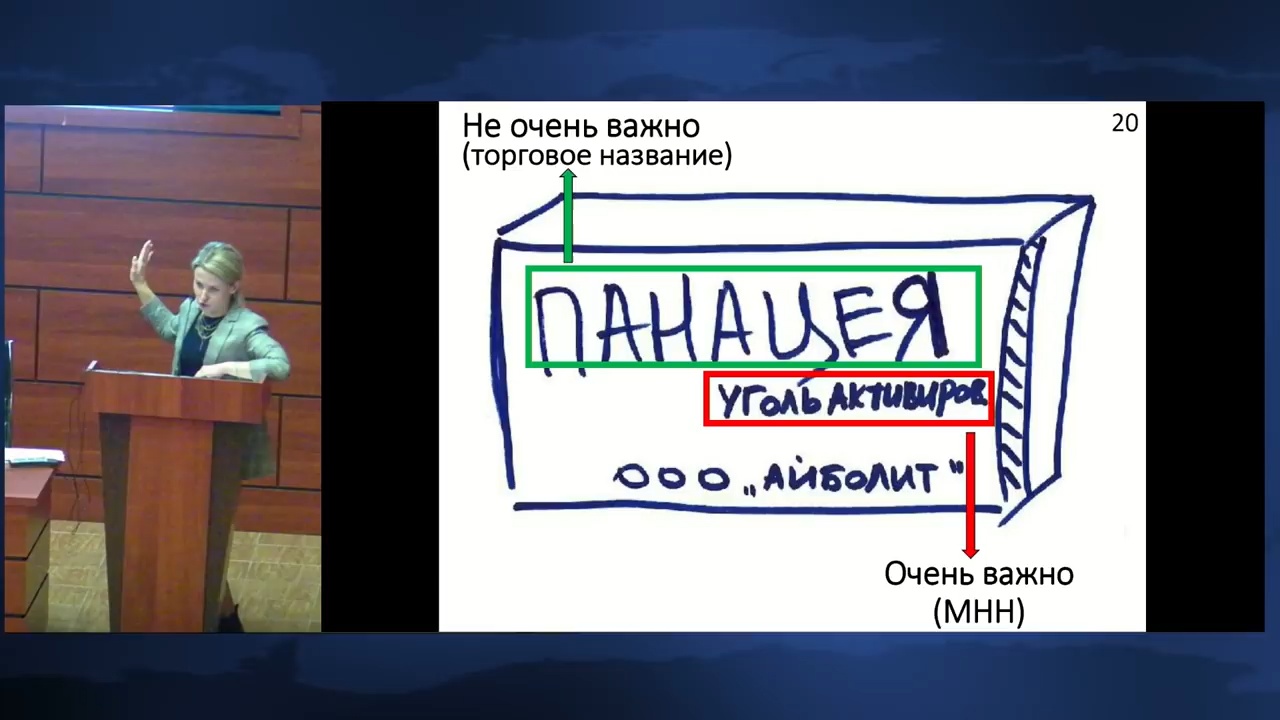 Не очень важно
(торговое название)
20
ПАНАЦЕЯ
УГОЛЬ АКТИВИРОВ
ООО „АЙБОЛИТ"
Очень важно
(МНН)